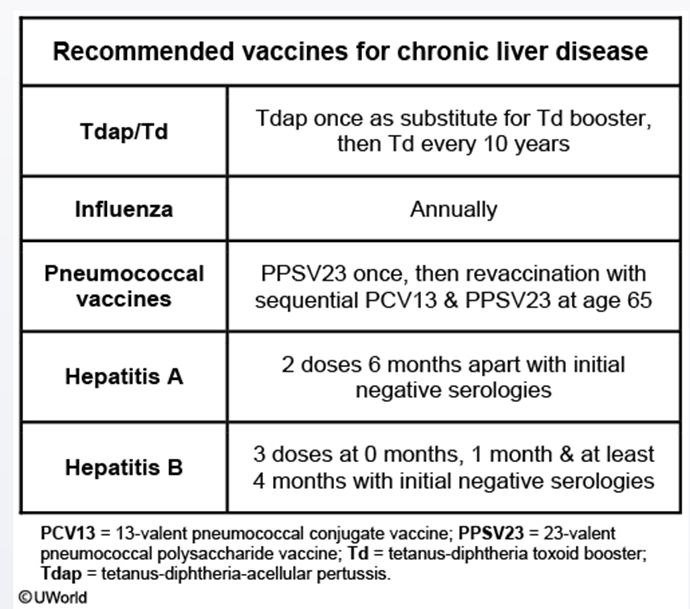 Recommended vaccines for chronic liver disease
Tdap/Td
Tdap once as substitute for Td booster,
then Td every 10 years
Influenza
Annually
Pneumococcal
vaccines
PPSV23 once, then revaccination with
sequential PCV13 & PPSV23 at age 65
Hepatitis A
2 doses 6 months apart with initial
negative serologies
Hepatitis B
3 doses at 0 months, 1 month & at least
4 months with initial negative serologies
PCV13 = 13-valent pneumococcal conjugate vaccine; PPSV23 = 23-valent
pneumococcal polysaccharide vaccine; Td = tetanus-diphtheria toxoid booster;
Tdap = tetanus-diphtheria-acellular pertussis.
©UWorld